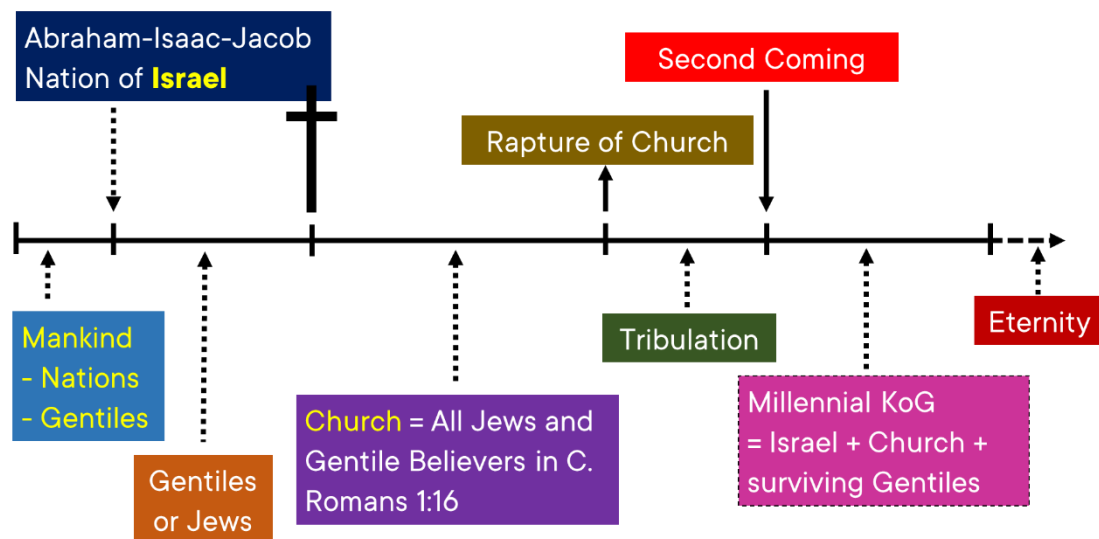 Abraham-Isaac-Jacob
Nation of Israel
Second Coming
Rapture of Church
Mankind
- Nations
- Gentiles
Gentiles
or Jews
Church = All Jews and
Gentile Believers in C.
Romans 1:16
Tribulation
Millennial KoG
= Israel + Church +
surviving Gentiles
Eternity